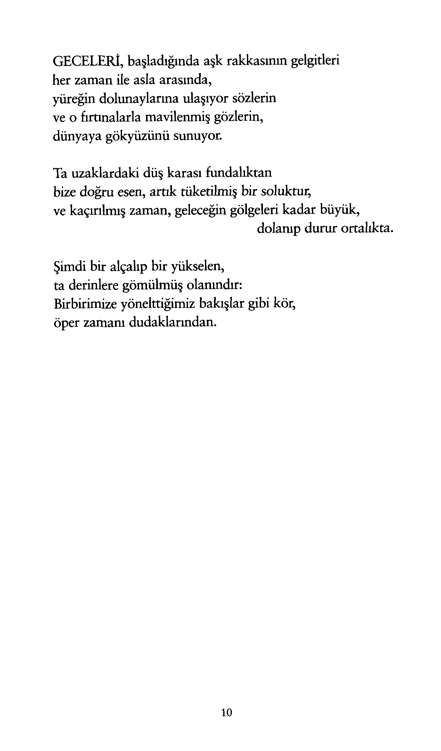 GECELERİ, başladığında aşk rakkasının gelgitleri
her zaman ile asla arasında,
yüreğin dolunaylarına ulaşıyor sözlerin
ve o fırtınalarla mavilenmiş gözlerin,
dünyaya gökyüzünü sunuyor.

Ta uzaklardaki düş karası fundalıktan
bize doğru esen, artık tüketilmiş bir soluktur,
ve kaçırılmış zaman, geleceğin gölgeleri kadar büyük,
dolanıp durur ortalıkta.

Şimdi bir alçalıp bir yükselen,
ta derinlere gömülmüş olanındır:
Birbirimize yönelttiğimiz bakışlar gibi kör,
öper zamanı dudaklarından.

10